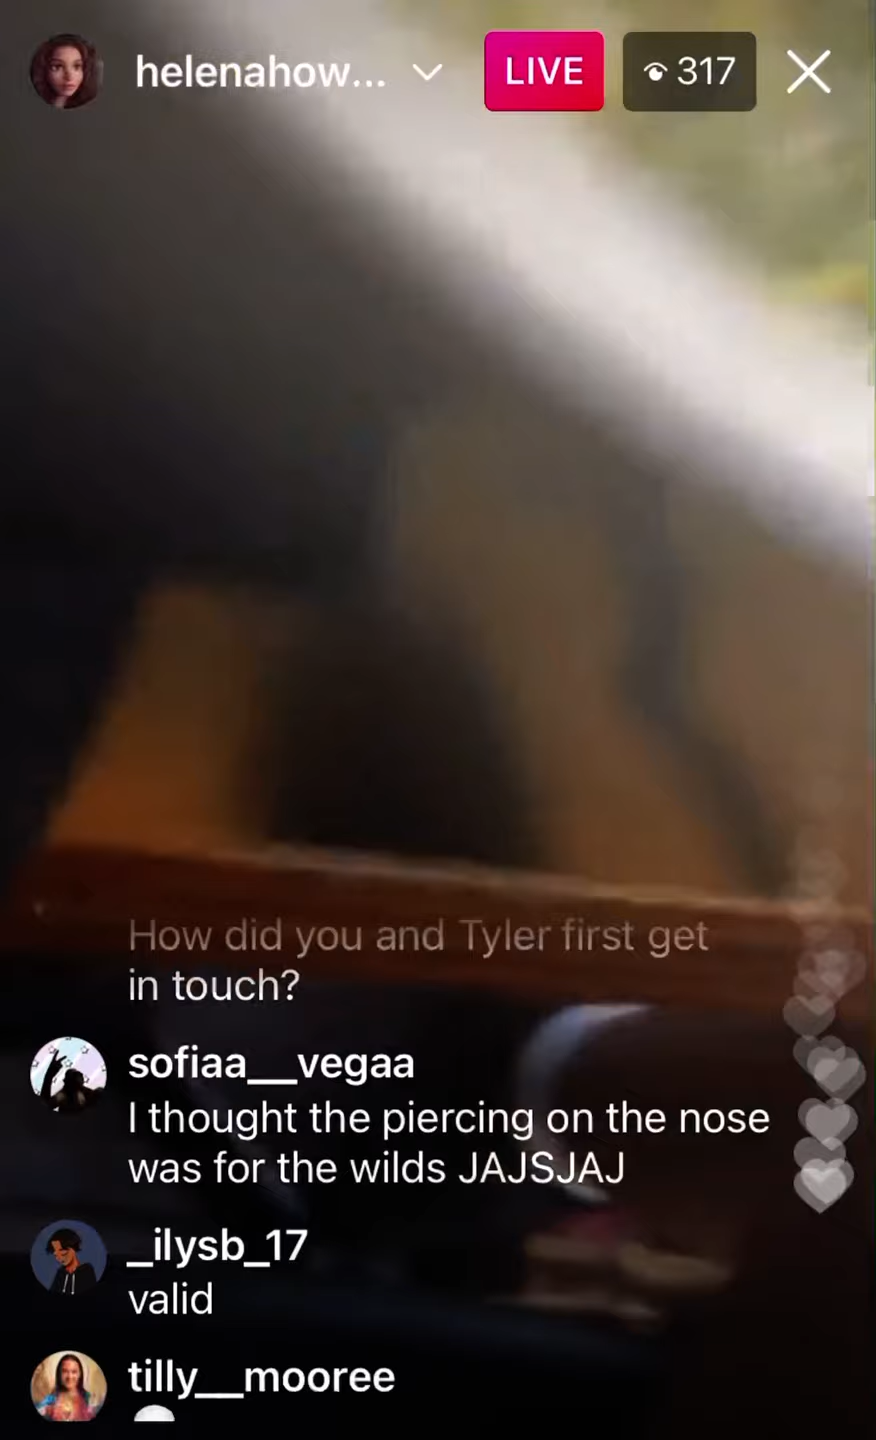 helenahow...
LIVE
317
How did you and Tyler first get
in touch?
sofiaa__vegaa
I thought the piercing on the nose
was for the wilds JAJSJAJ
_ilysb_17
valid
tilly__mooree